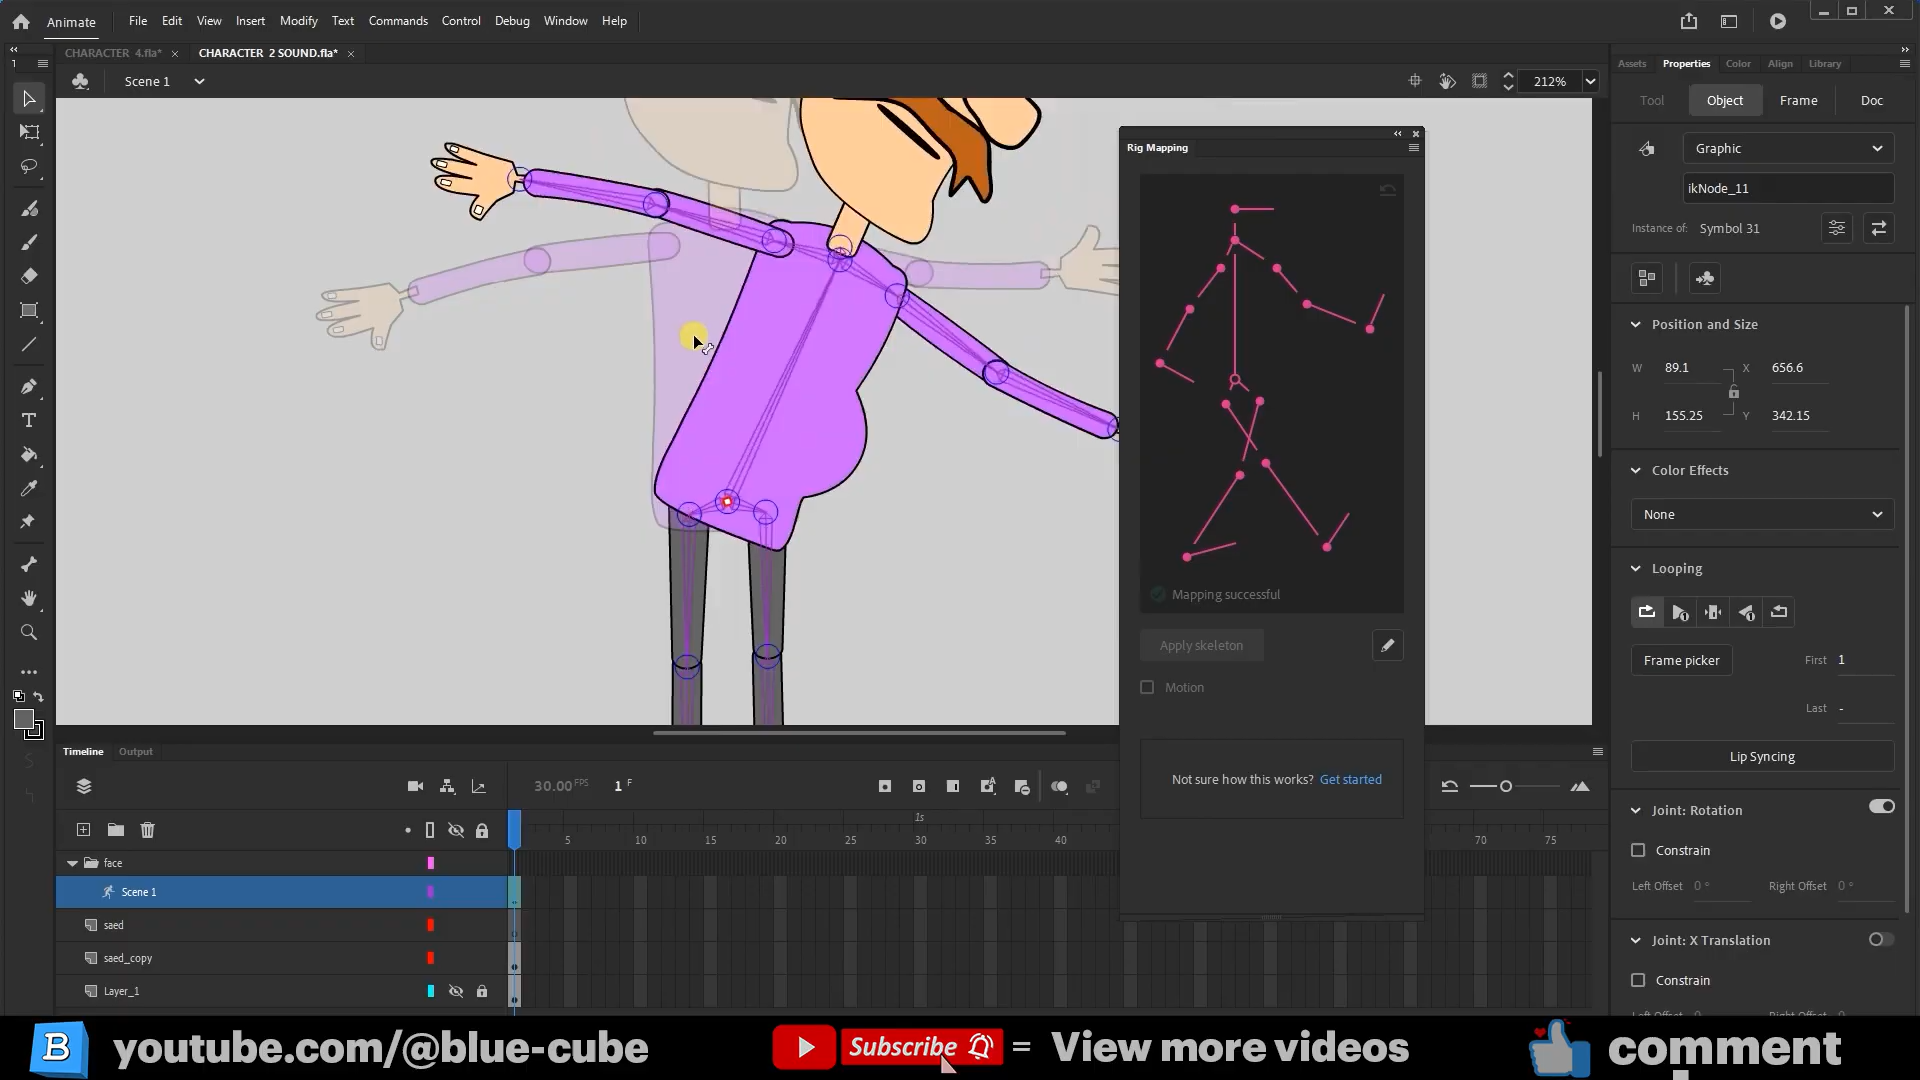 Animate
File Edit View Insert Modify Text Commands Control Debug Window Help
CHARACTER 4.fla*
CHARACTER 2 SOUND.fla*
Scene 1
212%
Assets Properties Color Align Library
Tool Object Frame Doc
Graphic
ikNode_11
Instance of: Symbol 31
Position and Size
W 89.1 X 656.6
H 155.25 Y 342.15
Color Effects
None
Looping
Frame picker First 1
Last -
Lip Syncing
Joint: Rotation
Constrain
Left Offset 0 ° Right Offset 0 °
Joint: X Translation
Constrain
Rig Mapping
Mapping successful
Apply skeleton
Motion
Not sure how this works? Get started
Timeline Output
30.00 FPS 1 F
1s
5 10 15 20 25 30 35 40 70 75
face
Scene 1
saed
saed_copy
Layer_1
B youtube.com/@blue-cube Subscribe = View more videos comment